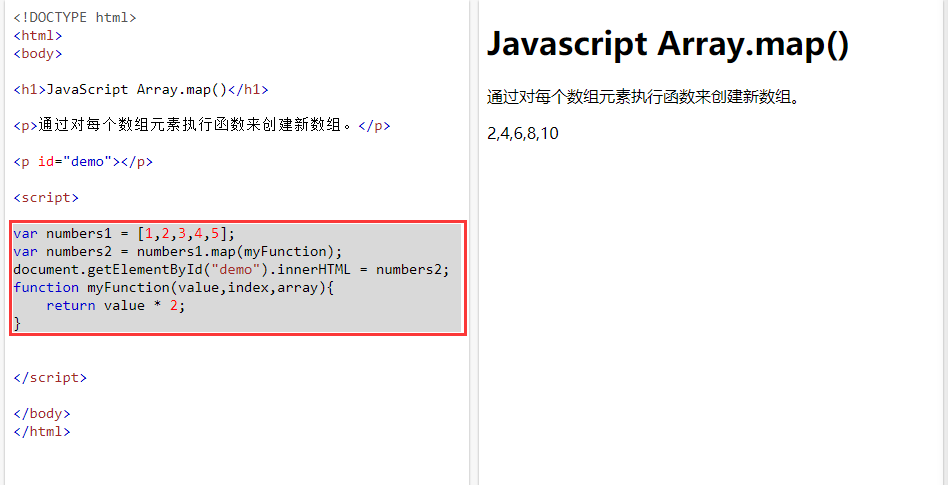 <!DOCTYPE html>
<html>
<body>
<h1>JavaScript Array.map()</h1>
<p>通过对每个数组元素执行函数来创建新数组。</p>
<p id="demo"></p>
<script>
var numbers1 = [1,2,3,4,5];
var numbers2 = numbers1.map(myFunction);
document.getElementById("demo").innerHTML = numbers2;
function myFunction(value,index,array){
    return value * 2;
}
</script>
</body>
</html>
Javascript Array.map()
通过对每个数组元素执行函数来创建新数组。
2,4,6,8,10